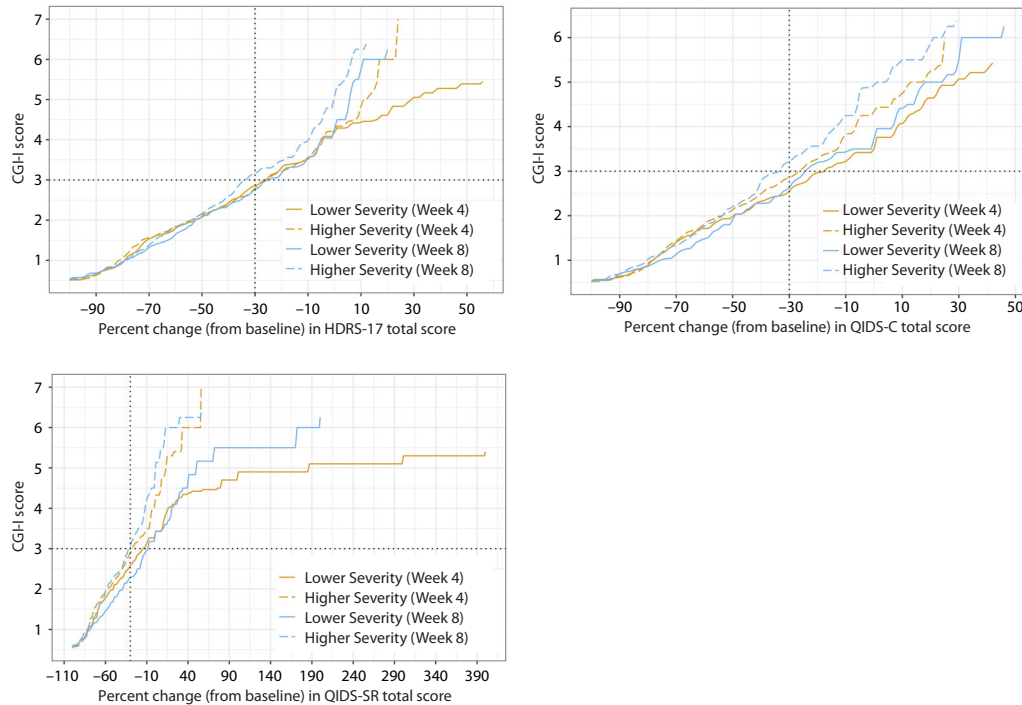 7
6
5
4
3
2
1
CGI-I score
Lower Severity (Week 4)
Higher Severity (Week 4)
Lower Severity (Week 8)
Higher Severity (Week 8)
−90 −70 −50 −30 −10 10 30 50
Percent change (from baseline) in HDRS-17 total score
6
5
4
3
2
1
CGI-I score
Lower Severity (Week 4)
Higher Severity (Week 4)
Lower Severity (Week 8)
Higher Severity (Week 8)
−90 −70 −50 −30 −10 10 30 50
Percent change (from baseline) in QIDS-C total score
7
6
5
4
3
2
1
CGI-I score
Lower Severity (Week 4)
Higher Severity (Week 4)
Lower Severity (Week 8)
Higher Severity (Week 8)
−110 −60 −10 40 90 140 190 240 290 340 390
Percent change (from baseline) in QIDS-SR total score